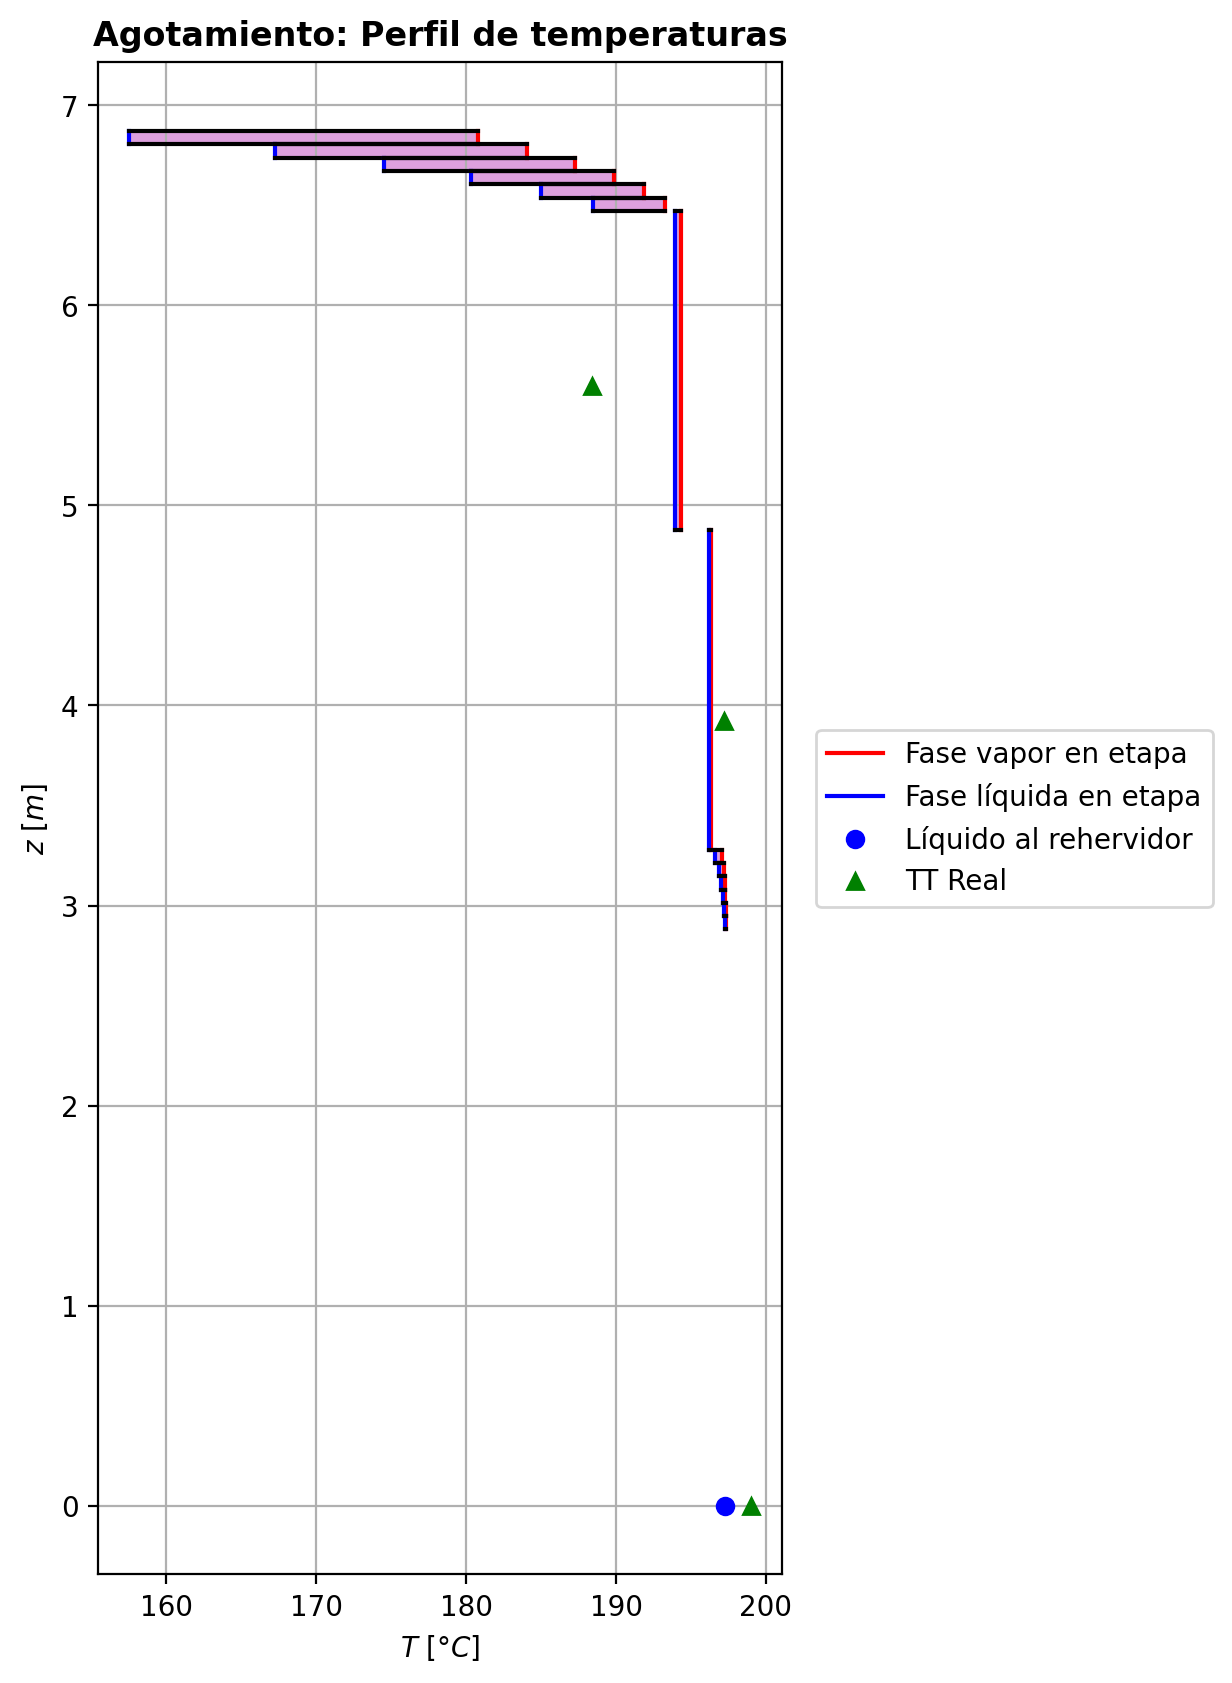 Agotamiento: Perfil de temperaturas
7
6
5
4
3
2
1
0
z [m]
160 170 180 190 200
T [°C]
Fase vapor en etapa
Fase líquida en etapa
Líquido al rehervidor
TT Real